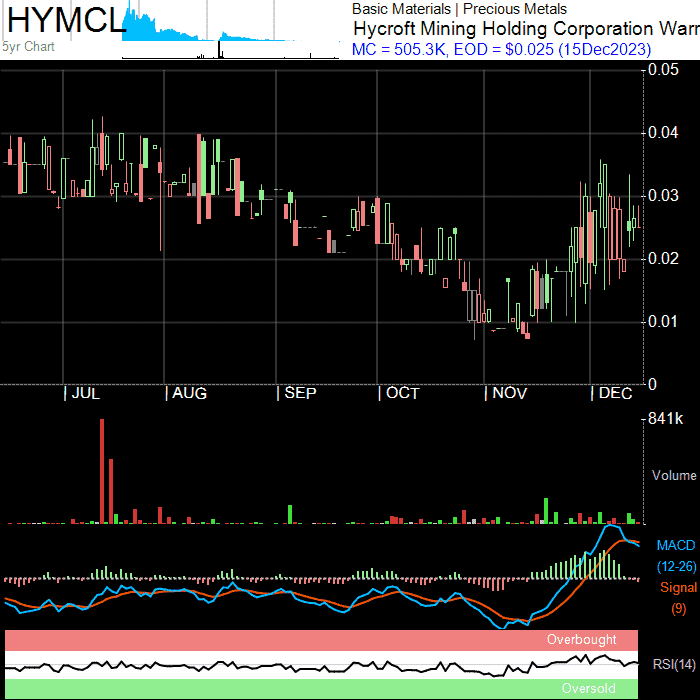 HYMCL
5yr Chart
Basic Materials | Precious Metals
Hycroft Mining Holding Corporation Warr
MC = 505.3K, EOD = $0.025 (15Dec2023)
0.05
0.04
0.03
0.02
0.01
0
| JUL | AUG | SEP | OCT | NOV | DEC
841k
Volume
MACD
(12-26)
Signal
(9)
Overbought
RSI(14)
Oversold